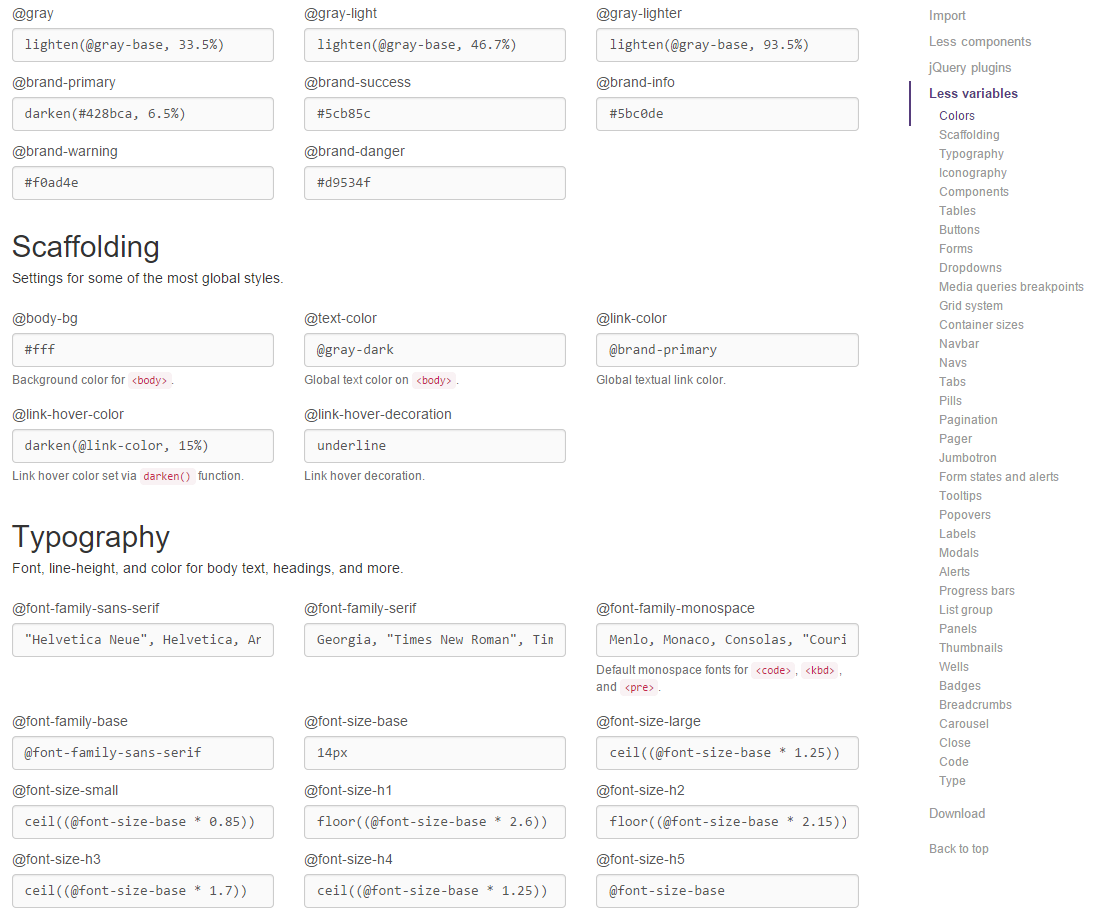 @gray @gray-light @gray-lighter
lighten(@gray-base, 33.5%) lighten(@gray-base, 46.7%) lighten(@gray-base, 93.5%)
@brand-primary @brand-success @brand-info
darken(#428bca, 6.5%) #5cb85c #5bc0de
@brand-warning @brand-danger
#f0ad4e #d9534f
Scaffolding
Settings for some of the most global styles.
@body-bg @text-color @link-color
#fff @gray-dark @brand-primary
Background color for <body>. Global text color on <body>. Global textual link color.
@link-hover-color @link-hover-decoration
darken(@link-color, 15%) underline
Link hover color set via darken() function. Link hover decoration.
Typography
Font, line-height, and color for body text, headings, and more.
@font-family-sans-serif @font-family-serif @font-family-monospace
"Helvetica Neue", Helvetica, Ar Georgia, "Times New Roman", Tim Menlo, Monaco, Consolas, "Couri
Default monospace fonts for <code>, <kbd>,
and <pre>.
@font-family-base @font-size-base @font-size-large
@font-family-sans-serif 14px ceil((@font-size-base * 1.25))
@font-size-small @font-size-h1 @font-size-h2
ceil((@font-size-base * 0.85)) floor((@font-size-base * 2.6)) floor((@font-size-base * 2.15))
@font-size-h3 @font-size-h4 @font-size-h5
ceil((@font-size-base * 1.7)) ceil((@font-size-base * 1.25)) @font-size-base
Import
Less components
jQuery plugins
Less variables
Colors
Scaffolding
Typography
Iconography
Components
Tables
Buttons
Forms
Dropdowns
Media queries breakpoints
Grid system
Container sizes
Navbar
Navs
Tabs
Pills
Pagination
Pager
Jumbotron
Form states and alerts
Tooltips
Popovers
Labels
Modals
Alerts
Progress bars
List group
Panels
Thumbnails
Wells
Badges
Breadcrumbs
Carousel
Close
Code
Type
Download
Back to top